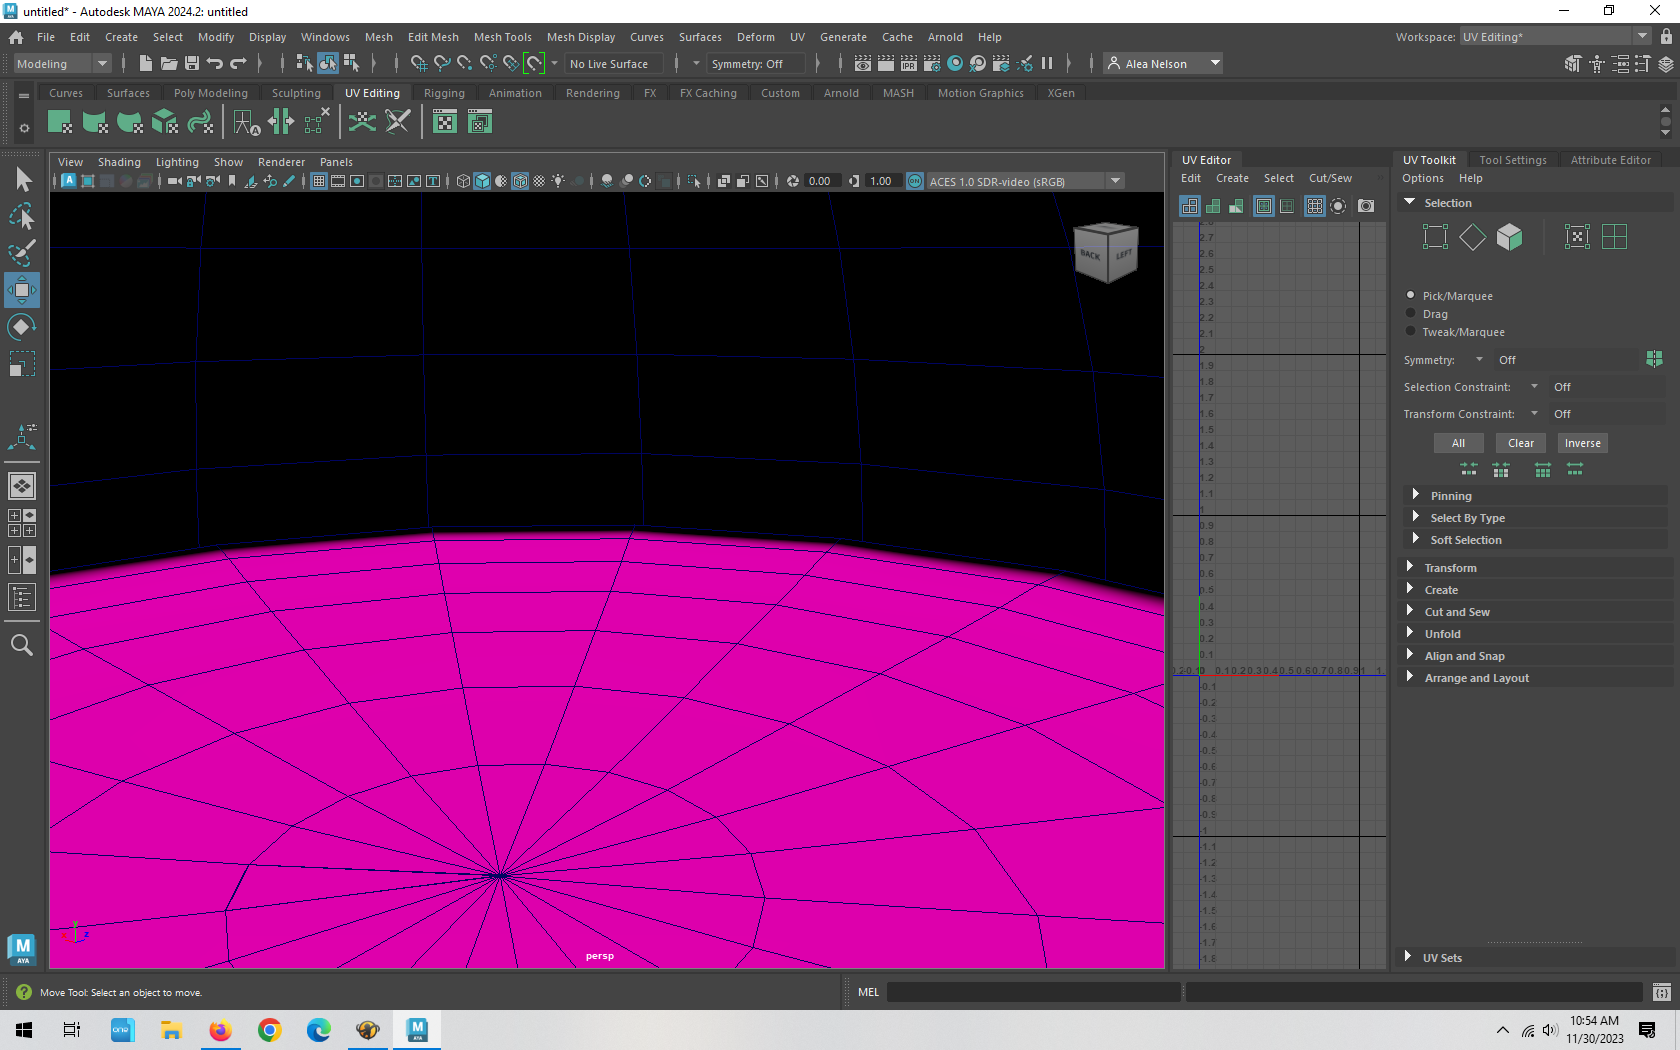 untitled* - Autodesk MAYA 2024.2: untitled
File Edit Create Select Modify Display Windows Mesh Edit Mesh Mesh Tools Mesh Display Curves Surfaces Deform UV Generate Cache Arnold Help
Workspace: UV Editing*
Modeling
No Live Surface
Symmetry: Off
IPR
Alea Nelson
Curves Surfaces Poly Modeling Sculpting UV Editing Rigging Animation Rendering FX FX Caching Custom Arnold MASH Motion Graphics XGen
View Shading Lighting Show Renderer Panels
0.00
1.00
ON
ACES 1.0 SDR-video (sRGB)
BACK
LEFT
persp
UV Editor
Edit Create Select Cut/Sew
2.7
2.6
2.5
2.4
2.3
2.2
2.1
2
1.9
1.8
1.7
1.6
1.5
1.4
1.3
1.2
1.1
1
0.9
0.8
0.7
0.6
0.5
0.4
0.3
0.2
0.1
0.1 0.2 0.3 0.4 0.5 0.6 0.7 0.8 0.9 1
-0.1
-0.2
-0.3
-0.4
-0.5
-0.6
-0.7
-0.8
-0.9
-1
-1.1
-1.2
-1.3
-1.4
-1.5
-1.6
-1.7
-1.8
UV Toolkit Tool Settings Attribute Editor
Options Help
Selection
Pick/Marquee
Drag
Tweak/Marquee
Symmetry: Off
Selection Constraint: Off
Transform Constraint: Off
All Clear Inverse
Pinning
Select By Type
Soft Selection
Transform
Create
Cut and Sew
Unfold
Align and Snap
Arrange and Layout
UV Sets
M
AYA
Move Tool: Select an object to move.
MEL
one
M
AYA
10:54 AM
11/30/2023